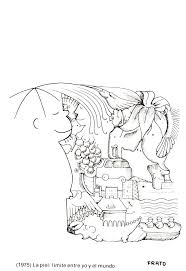 (1975) La piel: límite entre yo y el mundo
FRATO